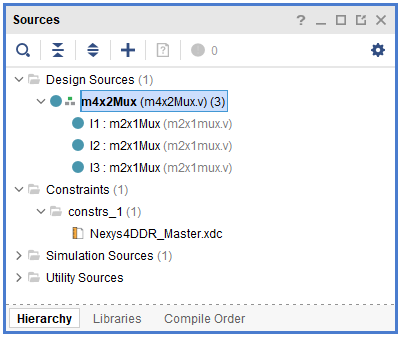 Sources
0
Design Sources (1)
m4x2Mux (m4x2Mux.v) (3)
I1 : m2x1Mux (m2x1mux.v)
I2 : m2x1Mux (m2x1mux.v)
I3 : m2x1Mux (m2x1mux.v)
Constraints (1)
constrs_1 (1)
Nexys4DDR_Master.xdc
Simulation Sources (1)
Utility Sources
Hierarchy Libraries Compile Order